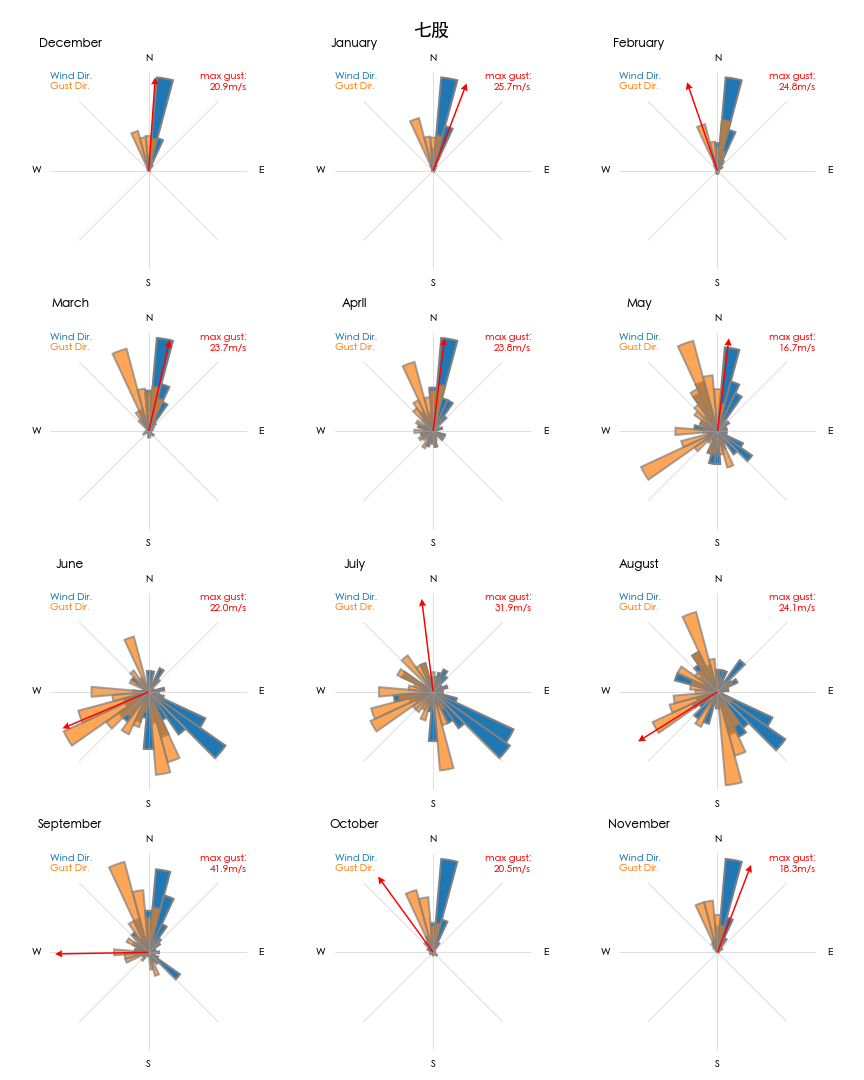 七股
December
January
February
N
N
N
Wind Dir.
Gust Dir.
max gust:
20.9m/s
Wind Dir.
Gust Dir.
max gust:
25.7m/s
Wind Dir.
Gust Dir.
max gust:
24.8m/s
W
E
W
E
W
E
S
S
S
March
April
May
N
N
N
Wind Dir.
Gust Dir.
max gust:
23.7m/s
Wind Dir.
Gust Dir.
max gust:
23.8m/s
Wind Dir.
Gust Dir.
max gust:
16.7m/s
W
E
W
E
W
E
S
S
S
June
July
August
N
N
N
Wind Dir.
Gust Dir.
max gust:
22.0m/s
Wind Dir.
Gust Dir.
max gust:
31.9m/s
Wind Dir.
Gust Dir.
max gust:
24.1m/s
W
E
W
E
W
E
S
S
S
September
October
November
N
N
N
Wind Dir.
Gust Dir.
max gust:
41.9m/s
Wind Dir.
Gust Dir.
max gust:
20.5m/s
Wind Dir.
Gust Dir.
max gust:
18.3m/s
W
E
W
E
W
E
S
S
S